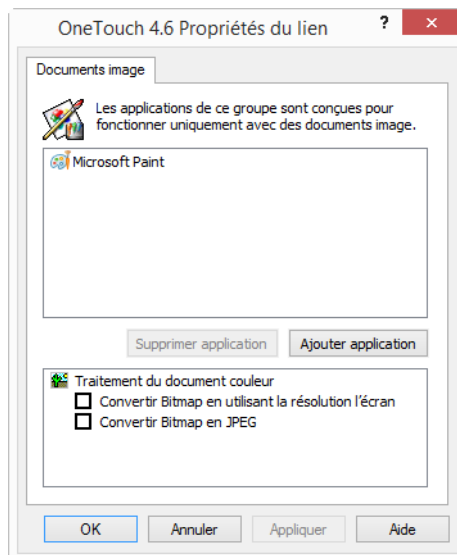 OneTouch 4.6 Propriétés du lien
?
×
Documents image
Les applications de ce groupe sont conçues pour
fonctionner uniquement avec des documents image.
Microsoft Paint
Supprimer application
Ajouter application
Traitement du document couleur
Convertir Bitmap en utilisant la résolution l'écran
Convertir Bitmap en JPEG
OK
Annuler
Appliquer
Aide